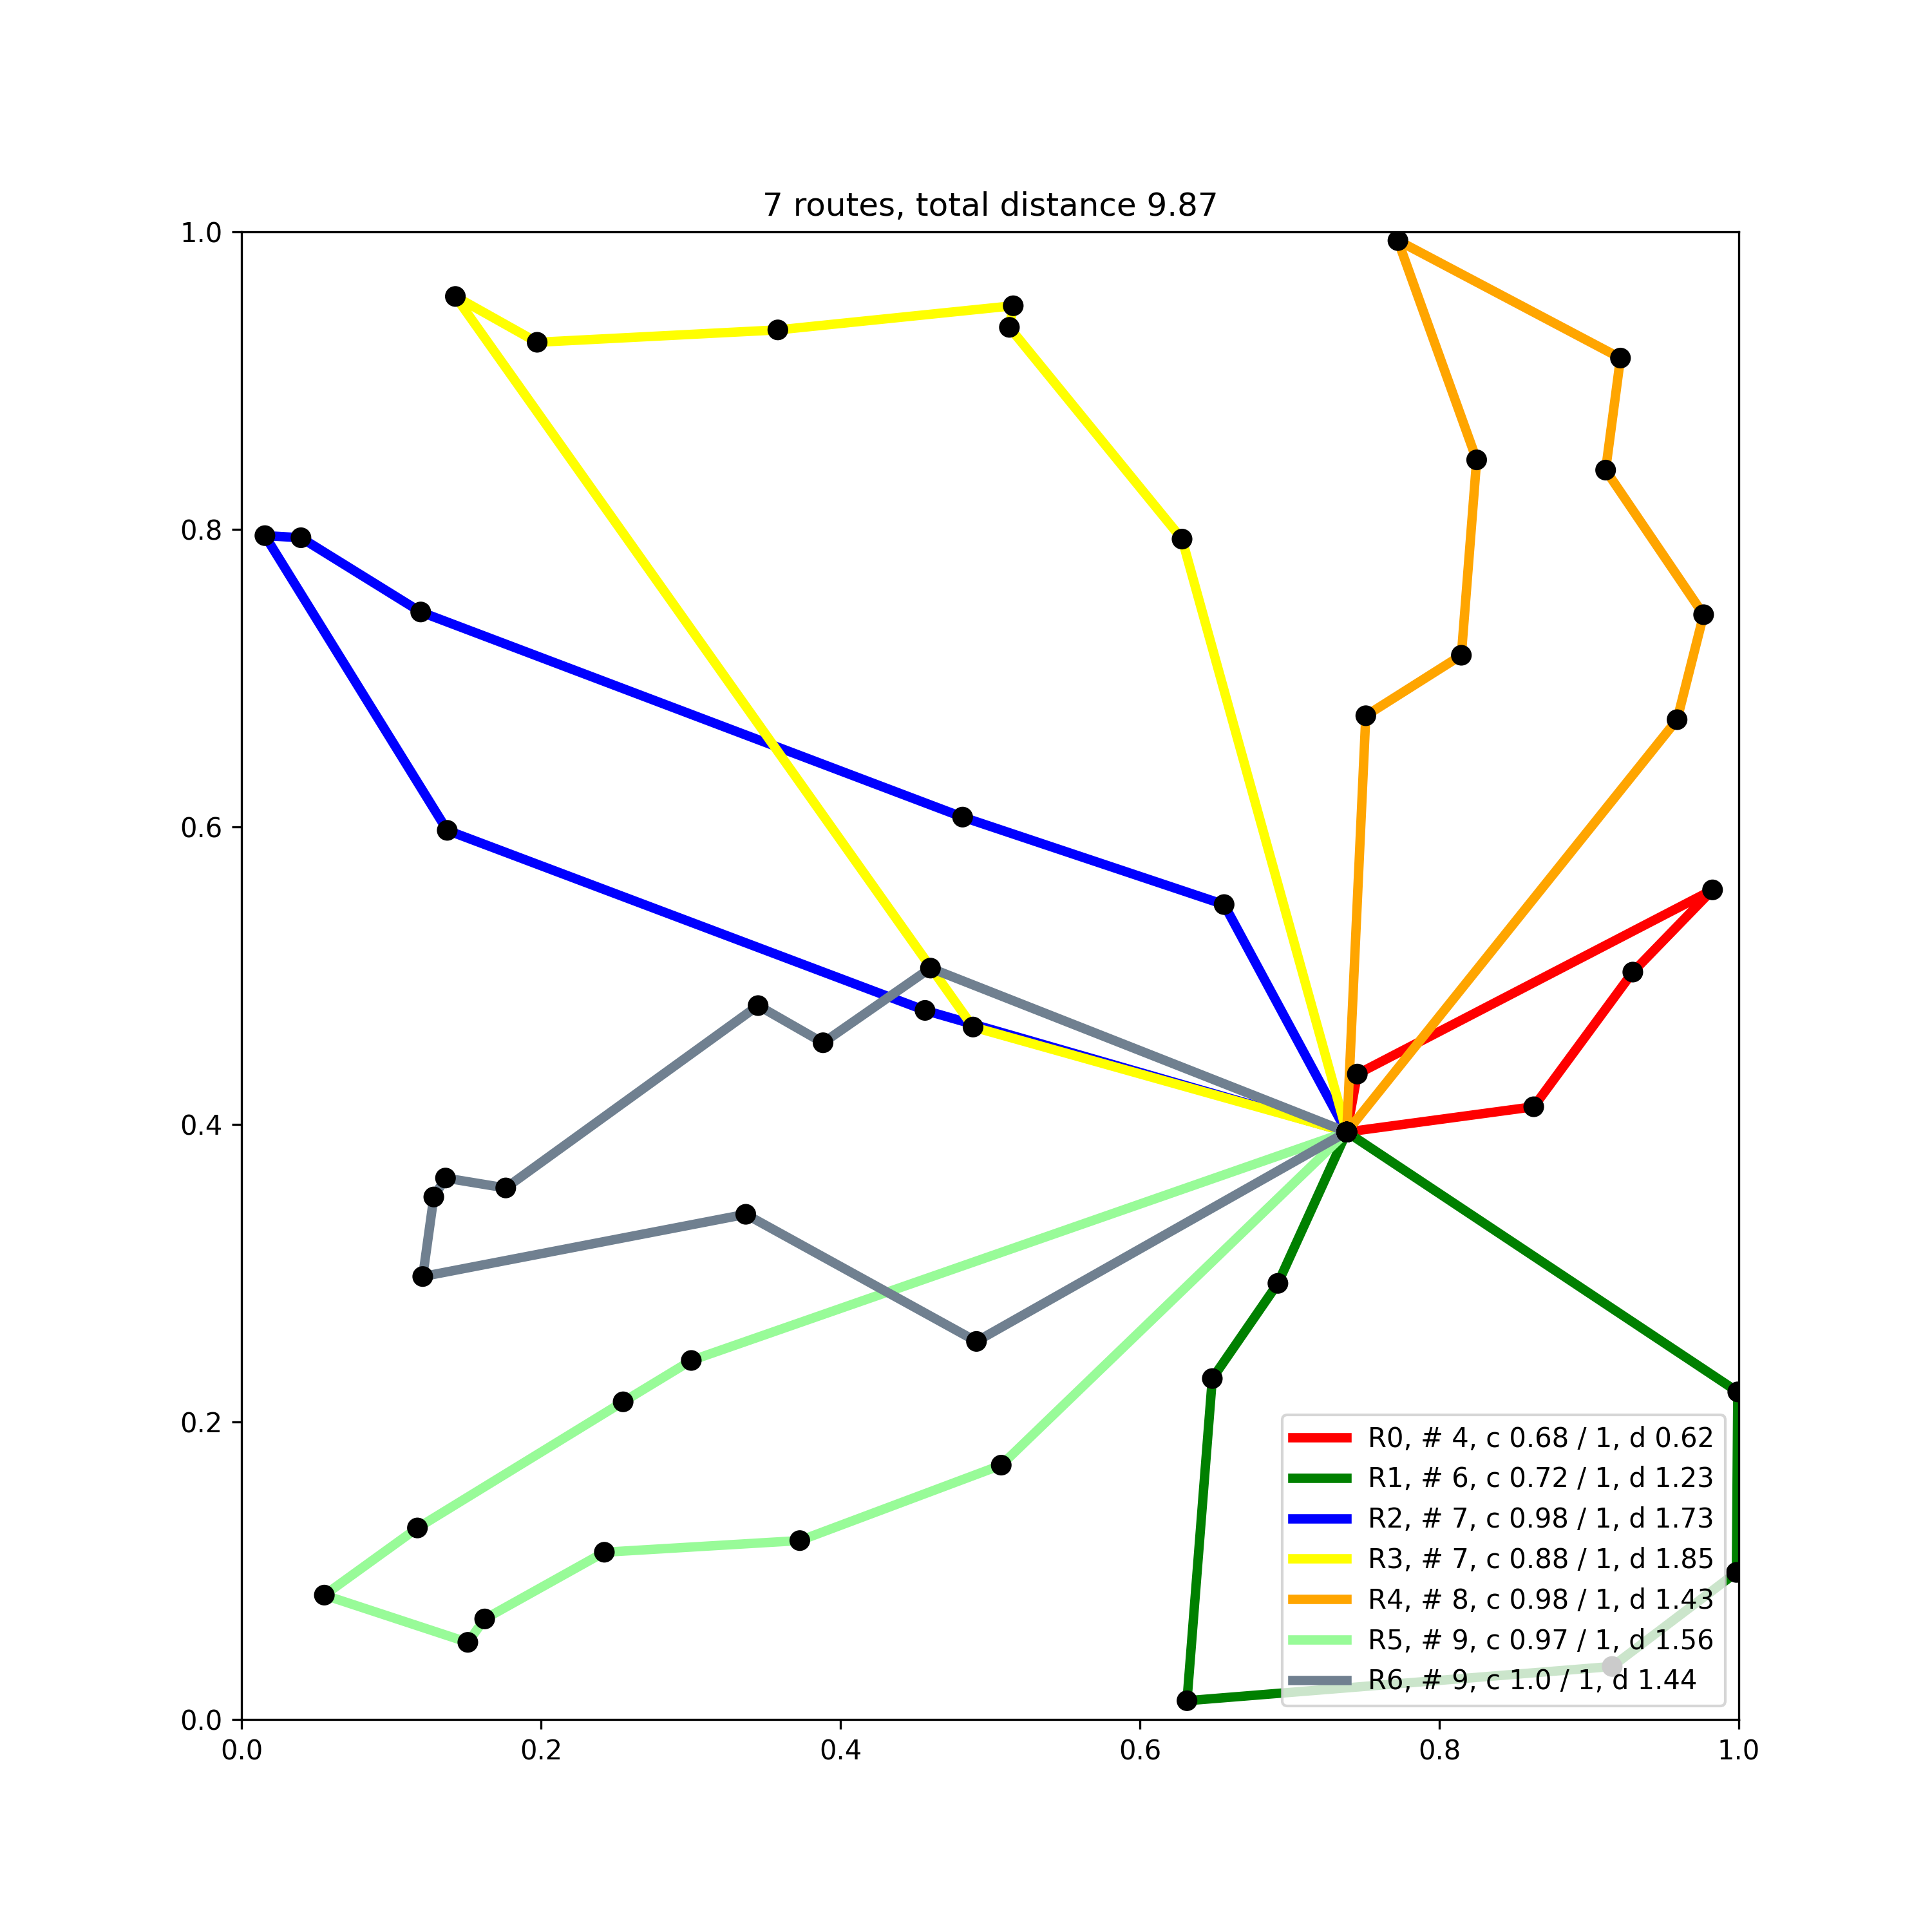 7 routes, total distance 9.87
1.0
0.8
0.6
0.4
0.2
0.0
0.0 0.2 0.4 0.6 0.8 1.0
R0, # 4, c 0.68 / 1, d 0.62
R1, # 6, c 0.72 / 1, d 1.23
R2, # 7, c 0.98 / 1, d 1.73
R3, # 7, c 0.88 / 1, d 1.85
R4, # 8, c 0.98 / 1, d 1.43
R5, # 9, c 0.97 / 1, d 1.56
R6, # 9, c 1.0 / 1, d 1.44